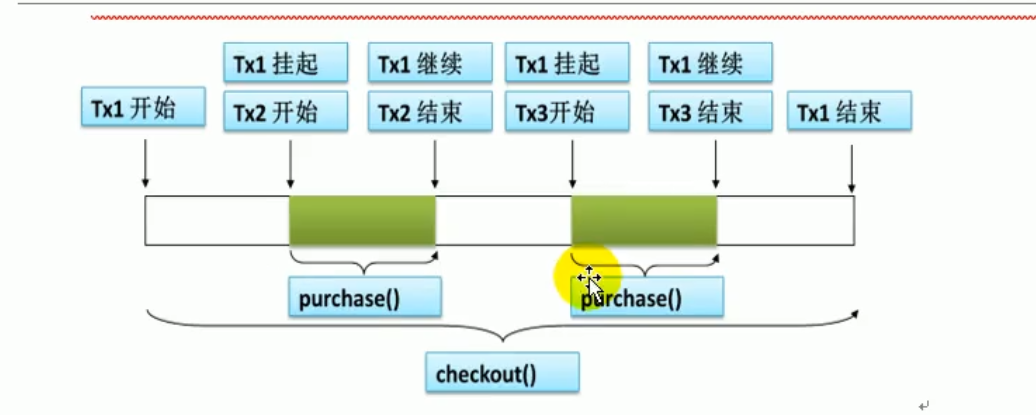 Tx1 挂起
Tx1 继续
Tx1 挂起
Tx1 继续
Tx1 开始
Tx2 开始
Tx2 结束
Tx3开始
Tx3 结束
Tx1 结束
purchase()
purchase()
checkout()